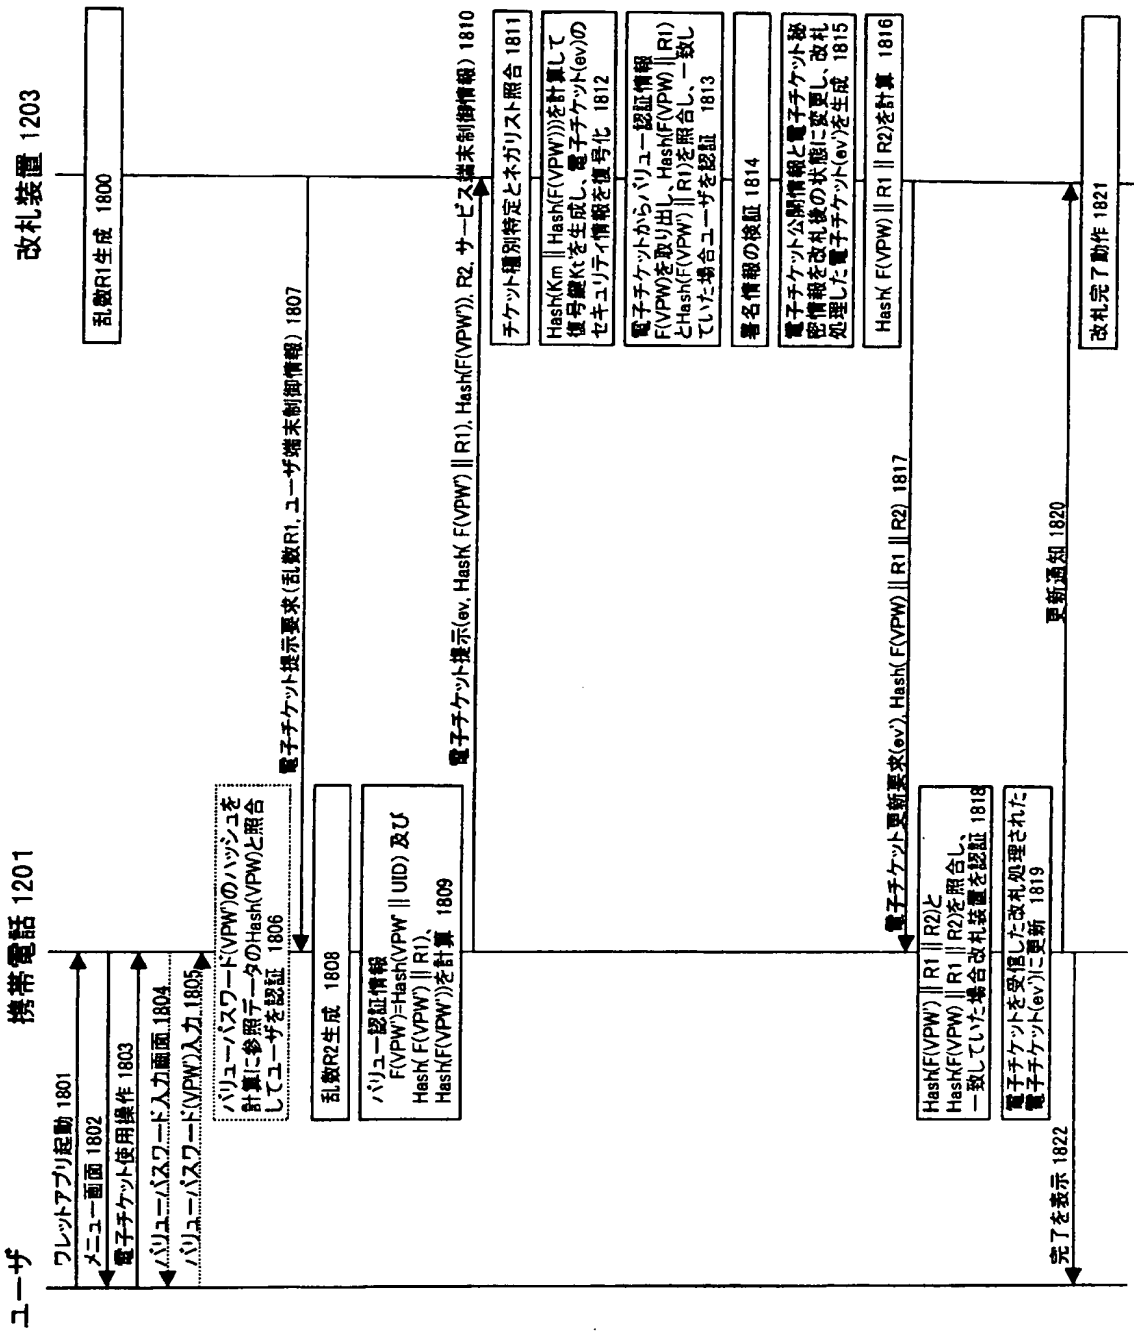 ユーザ
携帯電話 1201
改札装置 1203
乱数R1生成 1800
ワレットアプリ起動 1801
メニュー画面 1802
電子チケット使用操作 1803
バリューパスワード入力画面 1804
バリューパスワード(VPW')入力 1805
バリューパスワード(VPW')のハッシュを
計算に参照データのHash(VPW)と照合
してユーザを認証 1806
電子チケット提示要求(乱数R1, ユーザ端末制御情報) 1807
乱数R2生成 1808
バリュー認証情報
F(VPW')=Hash(VPW' || UID) 及び
Hash( F(VPW') || R1)、
Hash(F(VPW'))を計算 1809
電子チケット提示(ev, Hash( F(VPW') || R1), Hash(F(VPW')), R2, サービス端末制御情報) 1810
チケット種別特定とネガリスト照合 1811
Hash(Km || Hash(F(VPW')))を計算して
復号鍵Kt'を生成し、電子チケット(ev)の
セキュリティ情報を復号化 1812
電子チケットからバリュー認証情報
F(VPW)を取り出し、Hash(F(VPW) || R1)
とHash(F(VPW') || R1)を照合し、一致し
ていた場合ユーザを認証 1813
署名情報の検証 1814
電子チケット公開情報と電子チケット秘
密情報を改札後の状態に変更し、改札
処理した電子チケット(ev')を生成 1815
Hash( F(VPW) || R1 || R2)を計算 1816
電子チケット更新要求(ev'), Hash( F(VPW) || R1 || R2) 1817
Hash(F(VPW') || R1 || R2)と
Hash(F(VPW) || R1 || R2)を照合し、
一致していた場合改札装置を認証 1818
電子チケットを受信した改札処理された
電子チケット(ev')に更新 1819
更新通知 1820
改札完了動作 1821
完了を表示 1822